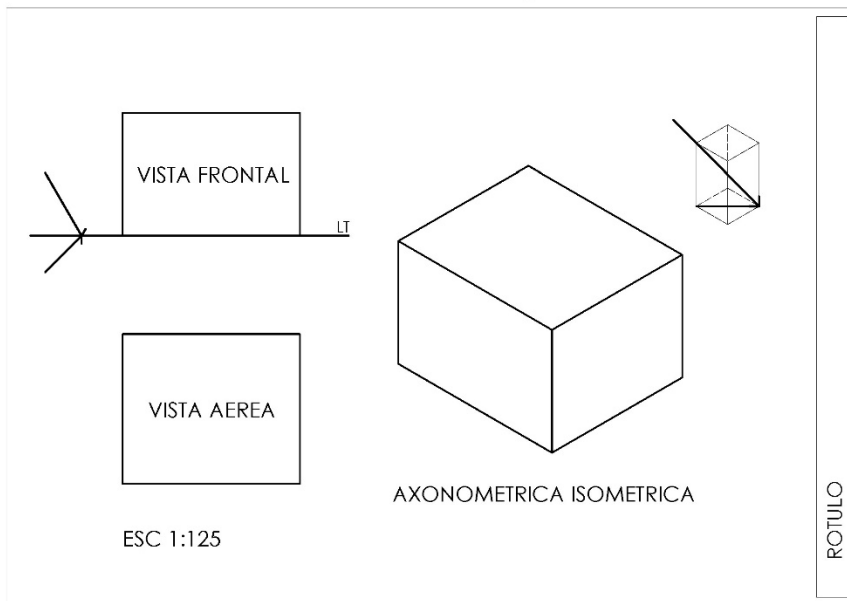 VISTA FRONTAL
LT
VISTA AEREA
AXONOMETRICA ISOMETRICA
ESC 1:125
ROTULO